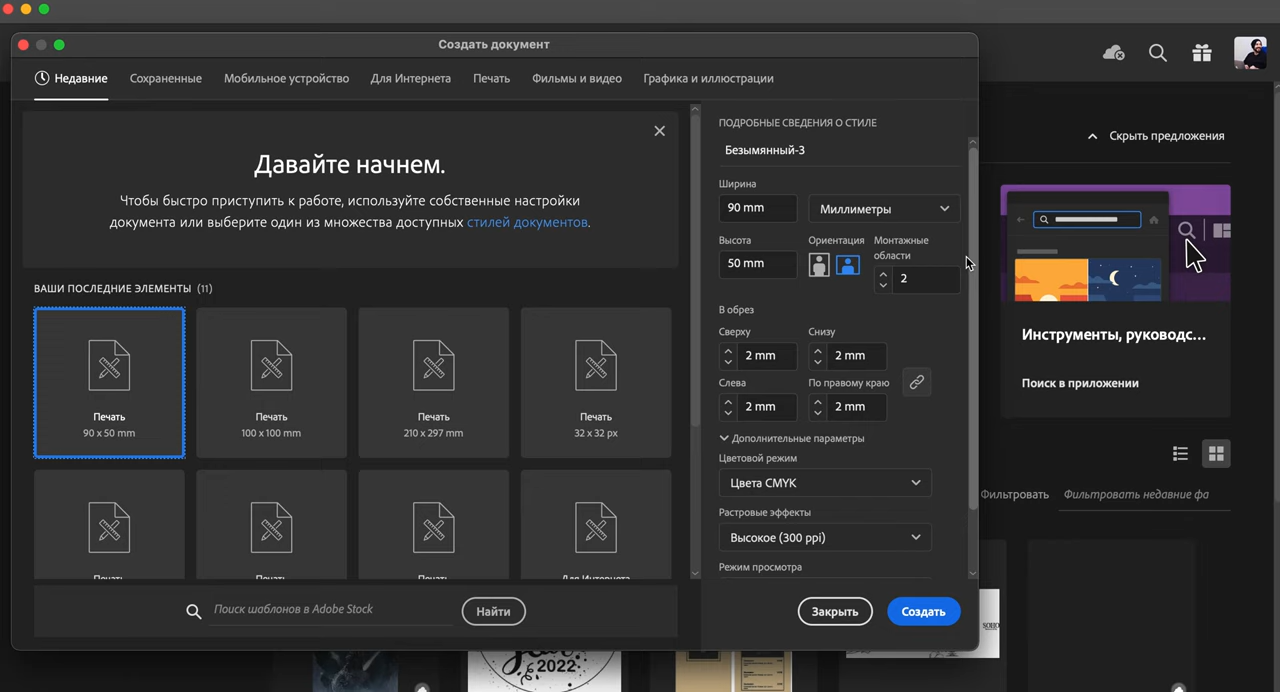 Создать документ
Недавние
Сохраненные
Мобильное устройство
Для Интернета
Печать
Фильмы и видео
Графика и иллюстрации
Давайте начнем.
Чтобы быстро приступить к работе, используйте собственные настройки
документа или выберите один из множества доступных стилей документов.
ВАШИ ПОСЛЕДНИЕ ЭЛЕМЕНТЫ (11)
Печать
90 x 50 mm
Печать
100 x 100 mm
Печать
210 x 297 mm
Печать
32 x 32 px
Печать
Печать
Печать
Для Интернета
Поиск шаблонов в Adobe Stock
Найти
ПОДРОБНЫЕ СВЕДЕНИЯ О СТИЛЕ
Безымянный-3
Ширина
90 mm
Миллиметры
Высота
Ориентация
Монтажные
области
50 mm
2
В обрез
Сверху
Снизу
2 mm
2 mm
Слева
По правому краю
2 mm
2 mm
Дополнительные параметры
Цветовой режим
Цвета CMYK
Растровые эффекты
Высокое (300 ppi)
Режим просмотра
Закрыть
Создать
Скрыть предложения
Инструменты, руководс...
Поиск в приложении
Фильтровать
Фильтровать недавние фа
2022